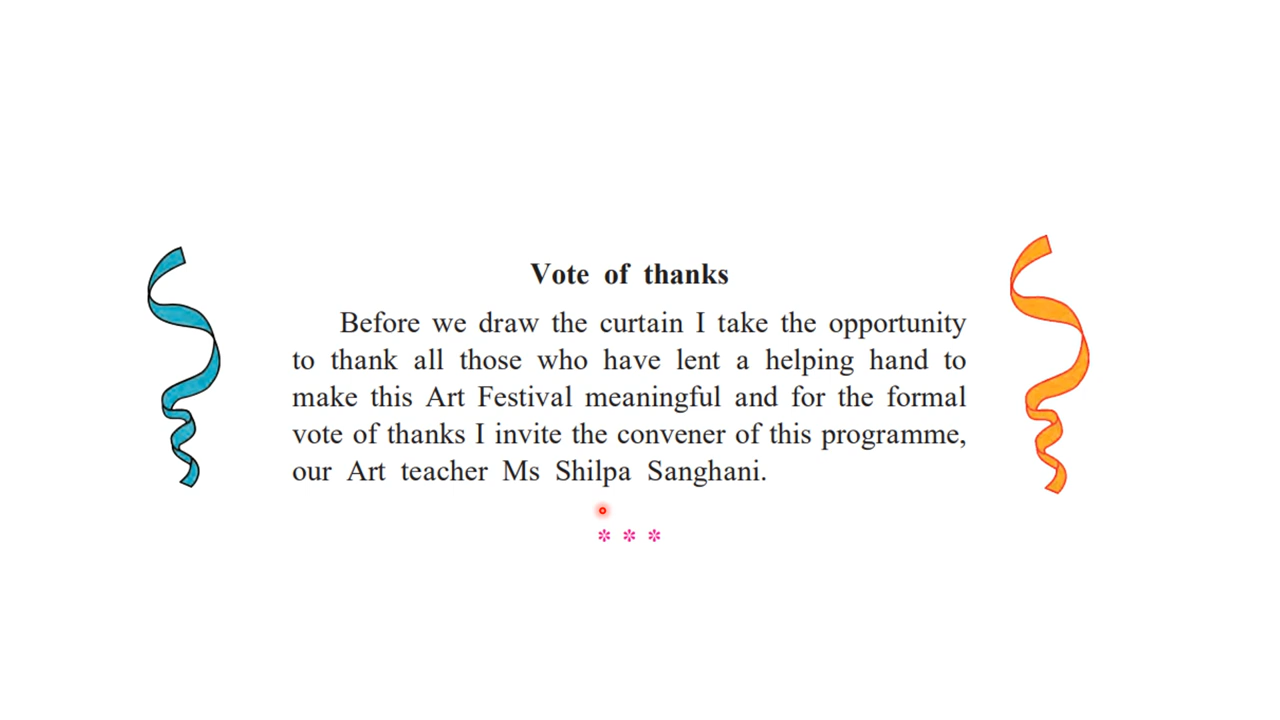 Vote of thanks
Before we draw the curtain I take the opportunity
to thank all those who have lent a helping hand to
make this Art Festival meaningful and for the formal
vote of thanks I invite the convener of this programme,
our Art teacher Ms Shilpa Sanghani.
* * *